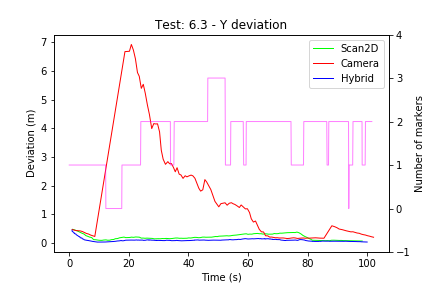 Test: 6.3 - Y deviation
Scan2D
Camera
Hybrid
Deviation (m)
7
6
5
4
3
2
1
0
Number of markers
4
3
2
1
0
−1
0 20 40 60 80 100
Time (s)